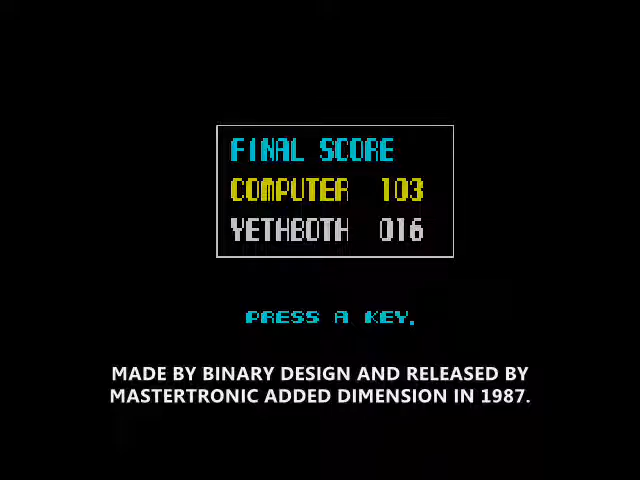 FINAL SCORE
COMPUTER 103
YETHBOTH 016
PRESS A KEY.
MADE BY BINARY DESIGN AND RELEASED BY
MASTERTRONIC ADDED DIMENSION IN 1987.